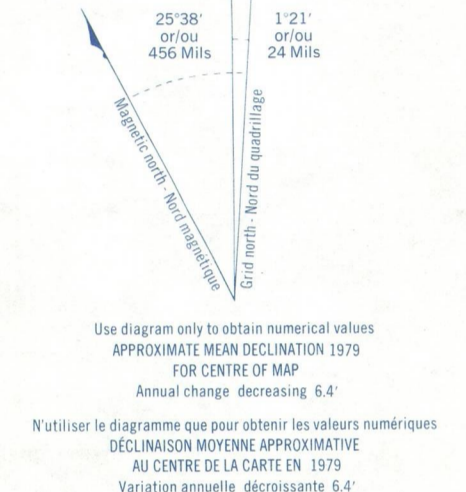 25°38' 1°21'
or/ou or/ou
456 Mils 24 Mils
Magnetic north - Nord magnétique
Grid north - Nord du quadrillage
Use diagram only to obtain numerical values
APPROXIMATE MEAN DECLINATION 1979
FOR CENTRE OF MAP
Annual change decreasing 6.4'
N'utiliser le diagramme que pour obtenir les valeurs numériques
DÉCLINAISON MOYENNE APPROXIMATIVE
AU CENTRE DE LA CARTE EN 1979
Variation annuelle décroissante 6.4'